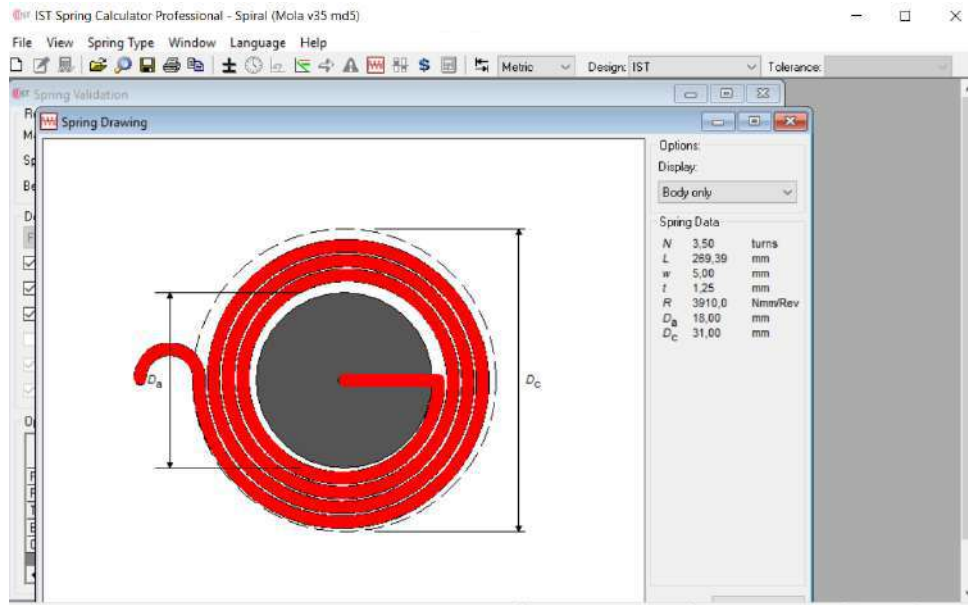 IST Spring Calculator Professional - Spiral (Mola v35 md5)
File View Spring Type Window Language Help
Metric Design: IST Tolerance:
Spring Validation
Spring Drawing
Options:
Display:
Body only
Spring Data
N 3,50 turns
L 269,39 mm
w 5,00 mm
t 1,25 mm
R 3910,0 Nmm/Rev
Da 18,00 mm
Dc 31,00 mm
Da
Dc